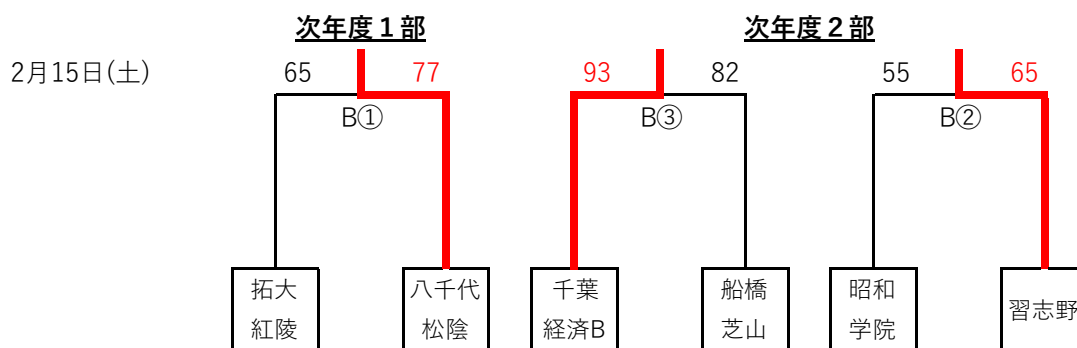 次年度１部
次年度２部
2月15日(土)
65
77
93
82
55
65
B①
B③
B②
拓大
紅陵
八千代
松陰
千葉
経済B
船橋
芝山
昭和
学院
習志野